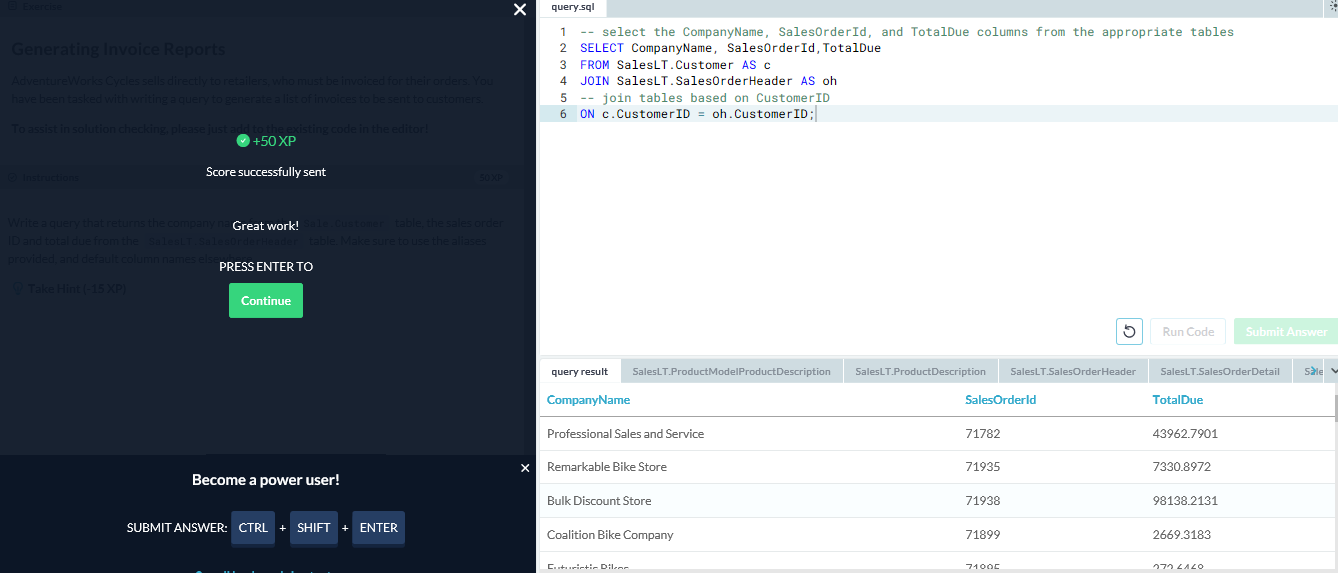 Exercise
Generating Invoice Reports
AdventureWorks Cycles sells directly to retailers, who must be invoiced for their orders. You
have been tasked with writing a query to generate a list of invoices to be sent to customers.
To assist in solution checking, please just add to the existing code in the editor!
+50 XP
Score successfully sent
Instructions
50 XP
Write a query that returns the company name from the table, the sales order
ID and total due from the SalesLT.SalesOrderHeader table. Make sure to use the aliases
provided, and default column names elsewhere.
Great work!
PRESS ENTER TO
Continue
Take Hint (-15 XP)
Become a power user!
SUBMIT ANSWER: CTRL + SHIFT + ENTER
query.sql
1 -- select the CompanyName, SalesOrderId, and TotalDue columns from the appropriate tables
2 SELECT CompanyName, SalesOrderId,TotalDue
3 FROM SalesLT.Customer AS c
4 JOIN SalesLT.SalesOrderHeader AS oh
5 -- join tables based on CustomerID
6 ON c.CustomerID = oh.CustomerID;
Run Code
Submit Answer
query result SalesLT.ProductModelProductDescription SalesLT.ProductDescription SalesLT.SalesOrderHeader SalesLT.SalesOrderDetail
CompanyName SalesOrderId TotalDue
Professional Sales and Service 71782 43962.7901
Remarkable Bike Store 71935 7330.8972
Bulk Discount Store 71938 98138.2131
Coalition Bike Company 71899 2669.3183
Futuristic Bikes 71895 272.6468